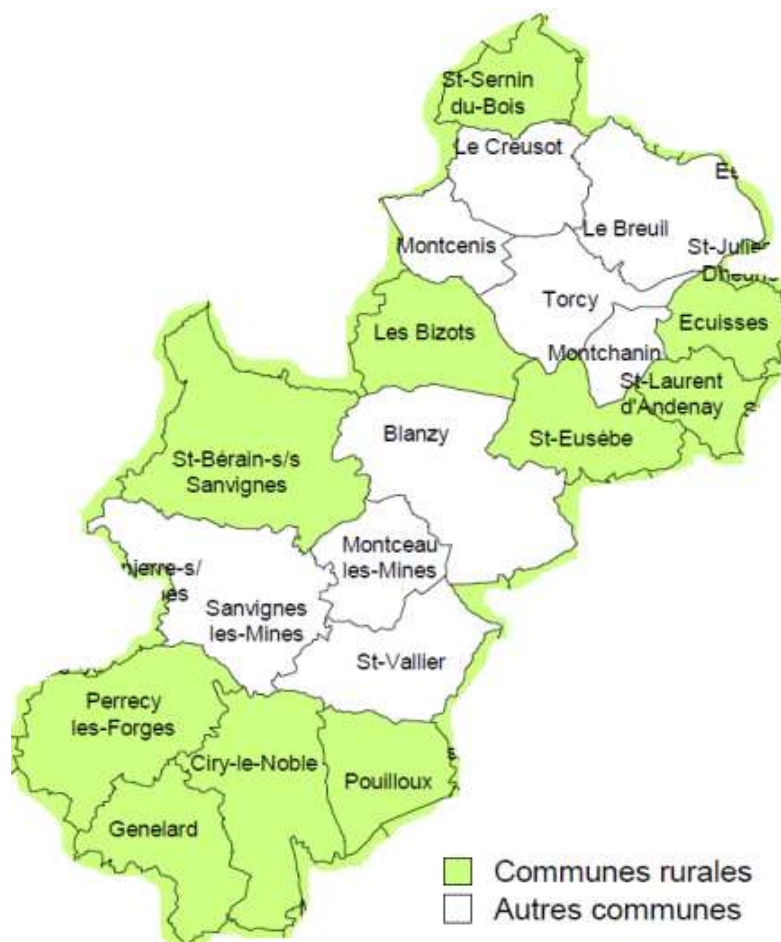 St-Sernin
du-Bois
Le Creusot
Le Breuil
Montcenis
Torcy
Ecuisses
Les Bizots
Montchanin
St-Laurent
d'Andenay
Blanzy
St-Eusèbe
St-Bérain-s/s
Sanvignes
Montceau
les-Mines
Sanvignes
les-Mines
St-Vallier
Perrecy
les-Forges
Ciry-le-Noble
Pouilloux
Genelard
Communes rurales
Autres communes